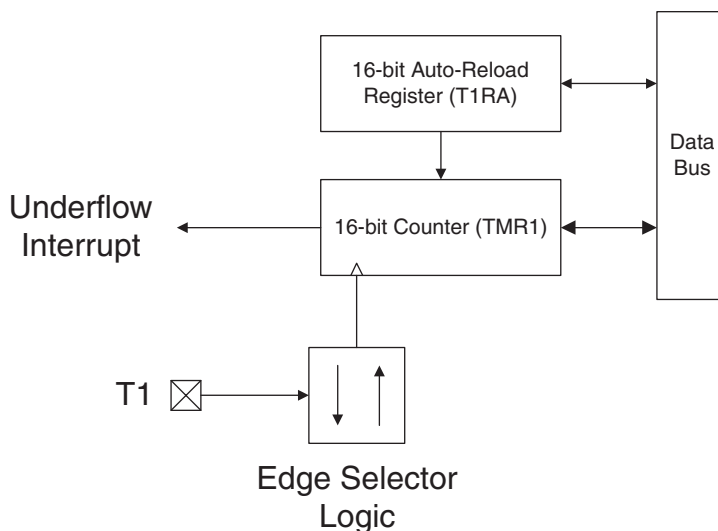 16-bit Auto-Reload
Register (T1RA)
Data
Bus
Underflow
Interrupt
16-bit Counter (TMR1)
T1
Edge Selector
Logic